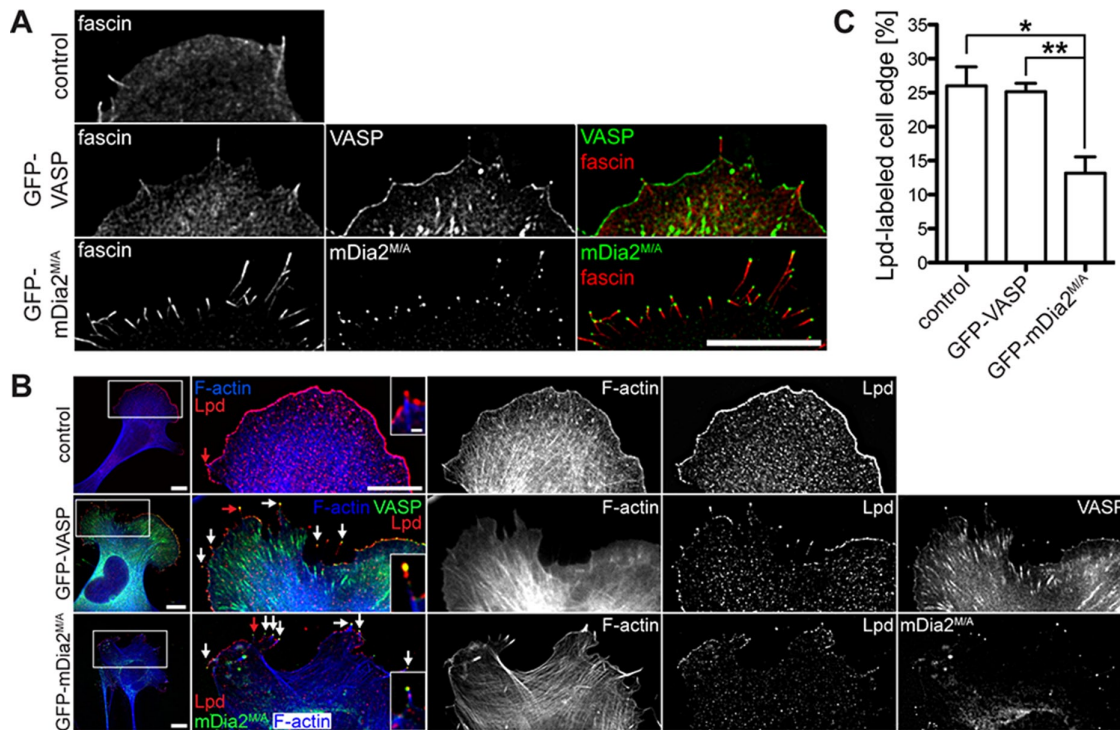 A
fascin
control
fascin
VASP
VASP
fascin
GFP-
VASP
fascin
mDia2M/A
mDia2M/A
fascin
GFP-
mDia2M/A
C
Lpd-labeled cell edge [%]
35
30
25
20
15
10
5
0
*
**
control
GFP-VASP
GFP-mDia2M/A
B
control
F-actin
Lpd
F-actin
Lpd
GFP-VASP
F-actin VASP
Lpd
F-actin
Lpd
VASP
GFP-mDia2M/A
Lpd
mDia2M/A F-actin
F-actin
Lpd
mDia2M/A